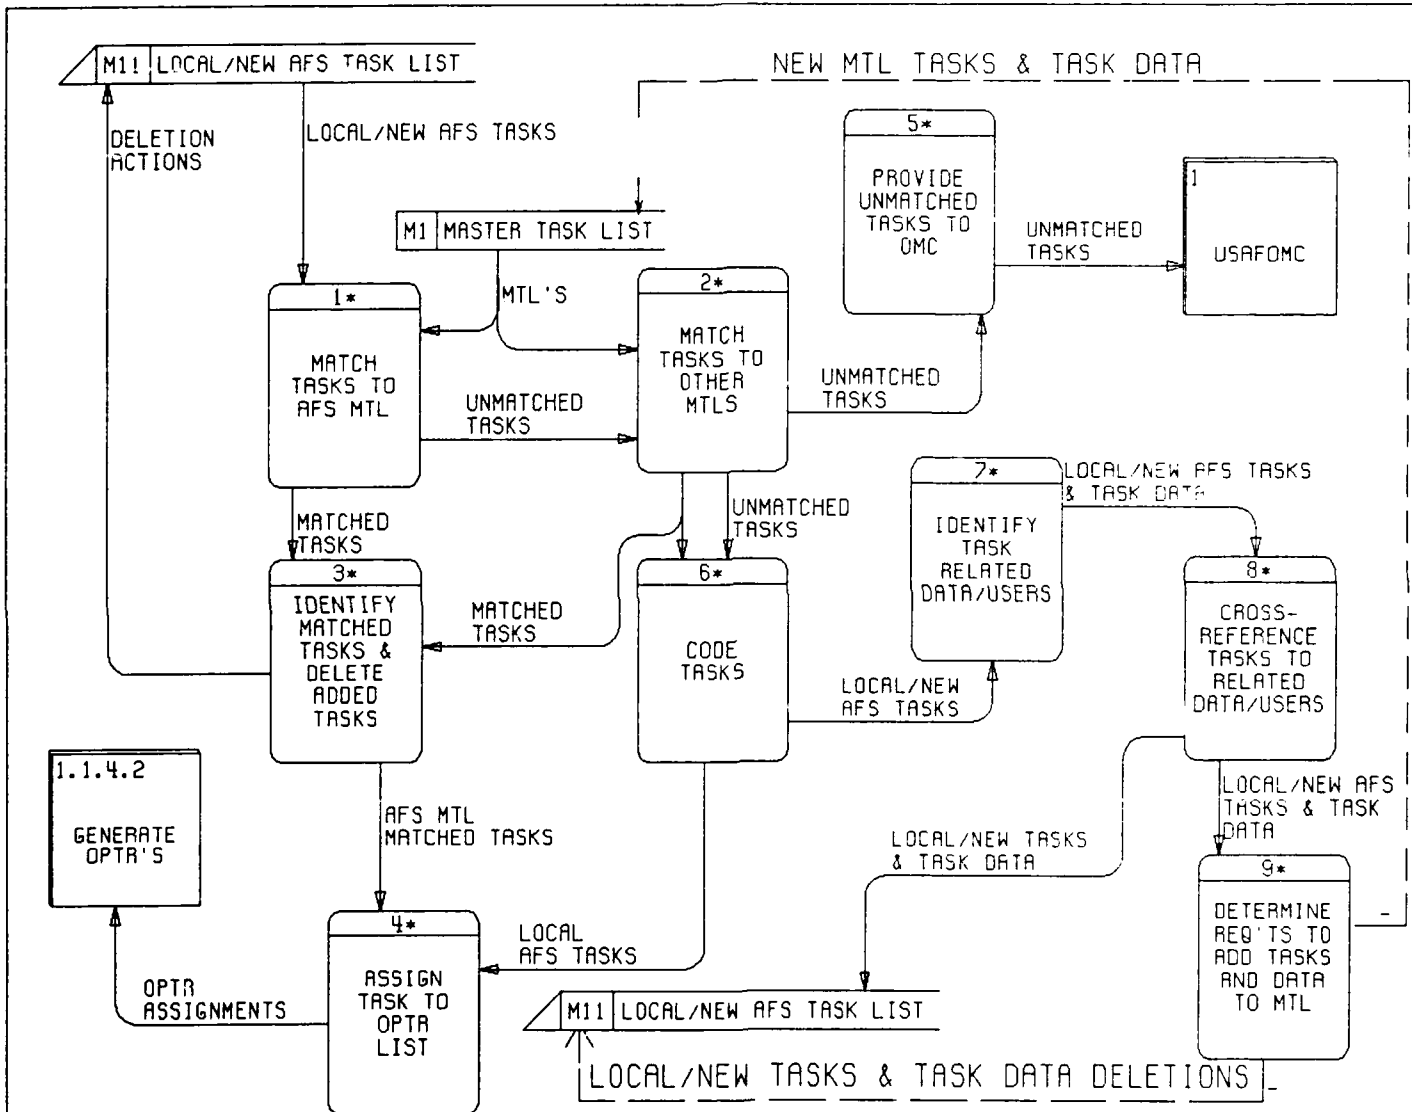 M11 LOCAL/NEW AFS TASK LIST
NEW MTL TASKS & TASK DATA
DELETION
ACTIONS
LOCAL/NEW AFS TASKS
5*
PROVIDE
UNMATCHED
TASKS TO
OMC
1
USAFOMC
UNMATCHED
TASKS
M1 MASTER TASK LIST
MTL'S
1*
MATCH
TASKS TO
AFS MTL
2*
MATCH
TASKS TO
OTHER
MTLS
UNMATCHED
TASKS
UNMATCHED
TASKS
MATCHED
TASKS
UNMATCHED
TASKS
7*
IDENTIFY
TASK
RELATED
DATA/USERS
LOCAL/NEW AFS TASKS
& TASK DATA
3*
IDENTIFY
MATCHED
TASKS &
DELETE
ADDED
TASKS
MATCHED
TASKS
6*
CODE
TASKS
LOCAL/NEW
AFS TASKS
8*
CROSS-
REFERENCE
TASKS TO
RELATED
DATA/USERS
1.1.4.2
GENERATE
OPTR'S
AFS MTL
MATCHED TASKS
LOCAL/NEW TASKS
& TASK DATA
LOCAL/NEW AFS
TASKS & TASK
DATA
4*
ASSIGN
TASK TO
OPTR
LIST
LOCAL
AFS TASKS
OPTR
ASSIGNMENTS
9*
DETERMINE
REQ'TS TO
ADD TASKS
AND DATA
TO MTL
M11 LOCAL/NEW AFS TASK LIST
LOCAL/NEW TASKS & TASK DATA DELETIONS